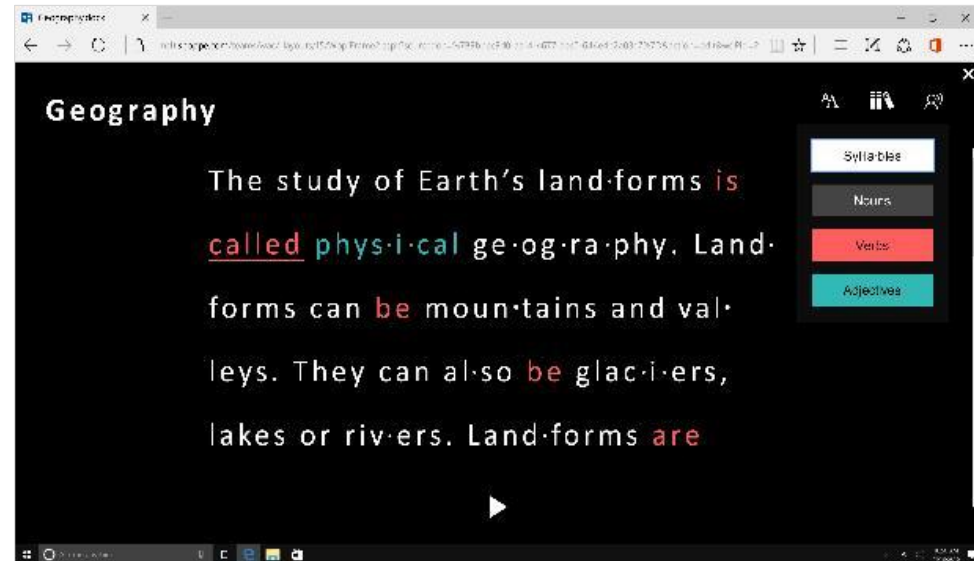 Geography.docx
Geography
The study of Earth's land·forms is
called phys·i·cal ge·og·ra·phy. Land·
forms can be moun·tains and val·
leys. They can al·so be glac·i·ers,
lakes or riv·ers. Land·forms are
Syl·la·bles
Nouns
Verbs
Adjectives